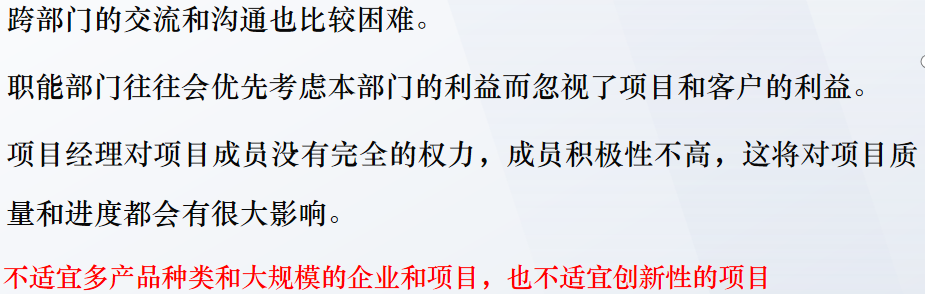 跨部门的交流和沟通也比较困难。
职能部门往往会优先考虑本部门的利益而忽视了项目和客户的利益。
项目经理对项目成员没有完全的权力，成员积极性不高，这将对项目质
量和进度都会有很大影响。
不适宜多产品种类和大规模的企业和项目，也不适宜创新性的项目